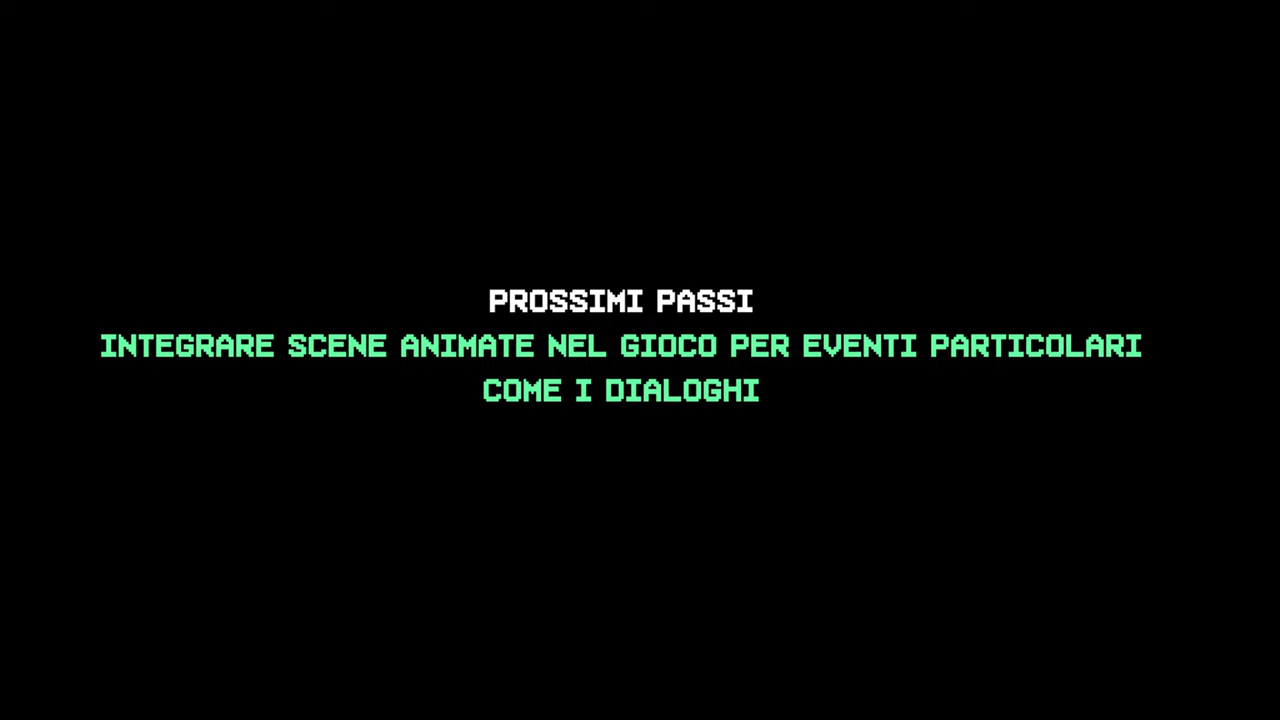 PROSSIMI PASSI
INTEGRARE SCENE ANIMATE NEL GIOCO PER EVENTI PARTICOLARI
COME I DIALOGHI